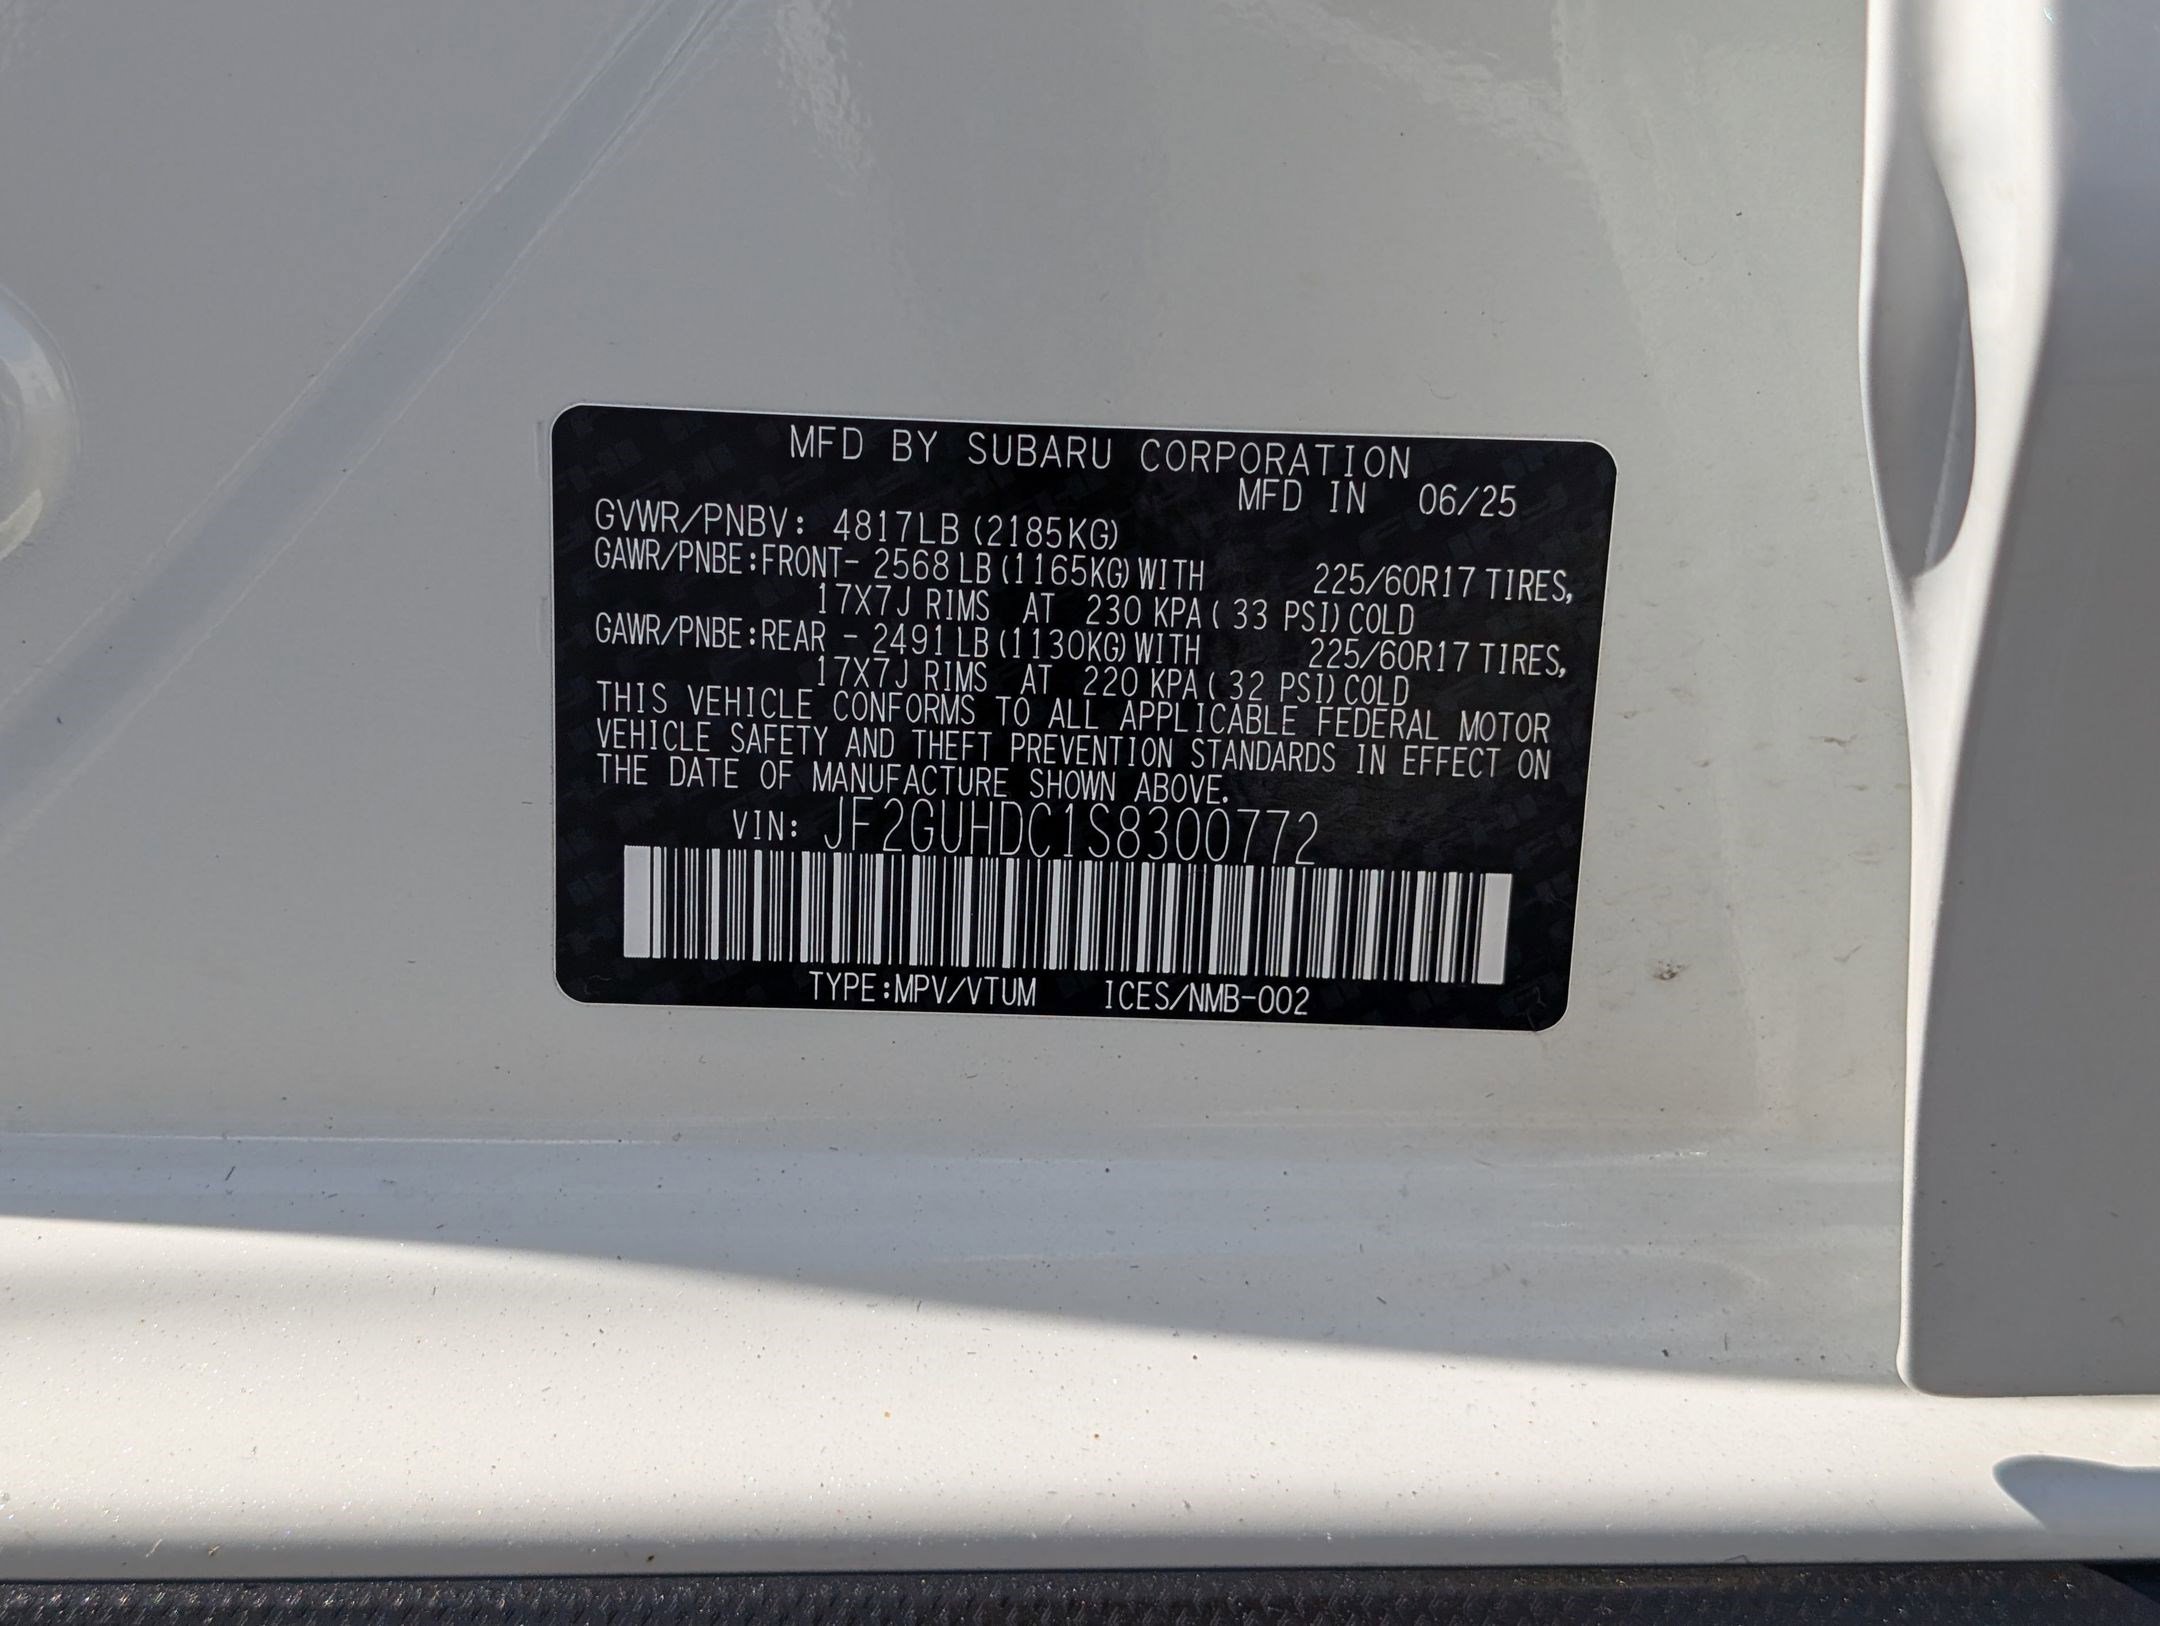 MFD BY SUBARU CORPORATION
MFD IN 06/25
GVWR/PNBV: 4817LB (2185KG)
GAWR/PNBE:FRONT- 2568 LB (1165KG) WITH 225/60R17 TIRES,
17X7J RIMS AT 230 KPA ( 33 PSI) COLD
GAWR/PNBE:REAR - 2491 LB (1130KG) WITH 225/60R17 TIRES,
17X7J RIMS AT 220 KPA ( 32 PSI) COLD
THIS VEHICLE CONFORMS TO ALL APPLICABLE FEDERAL MOTOR
VEHICLE SAFETY AND THEFT PREVENTION STANDARDS IN EFFECT ON
THE DATE OF MANUFACTURE SHOWN ABOVE.
VIN: JF2GUHDC1S8300772
TYPE:MPV/VTUM ICES/NMB-002